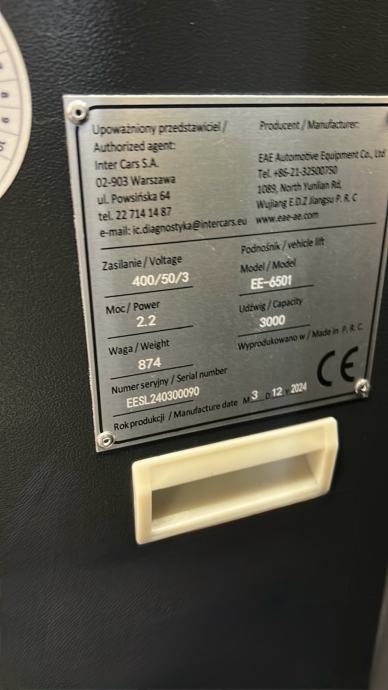 Upoważniony przedstawiciel /
Authorized agent:
Inter Cars S.A.
02-903 Warszawa
ul. Powsińska 64
tel. 22 714 14 87
e-mail: ic.diagnostyka@intercars.eu
Producent / Manufacturer:
EAE Automotive Equipment Co., Ltd
Tel. +86-21-32500750
1089, North Yunlian Rd,
Wujiang E.D.Z Jiangsu P. R. C
www.eae-ae.com
Zasilanie / Voltage
400/50/3
Podnośnik / vehicle lift
Model / Model
EE-6501
Moc / Power
2.2
Udźwig / Capacity
3000
Waga / Weight
874
Wyprodukowano w / Made in P. R. C.
Numer seryjny / Serial number
EESL240300090
CE
Rok produkcji / Manufacture date M 3 D 12 Y 2024
8
9
10